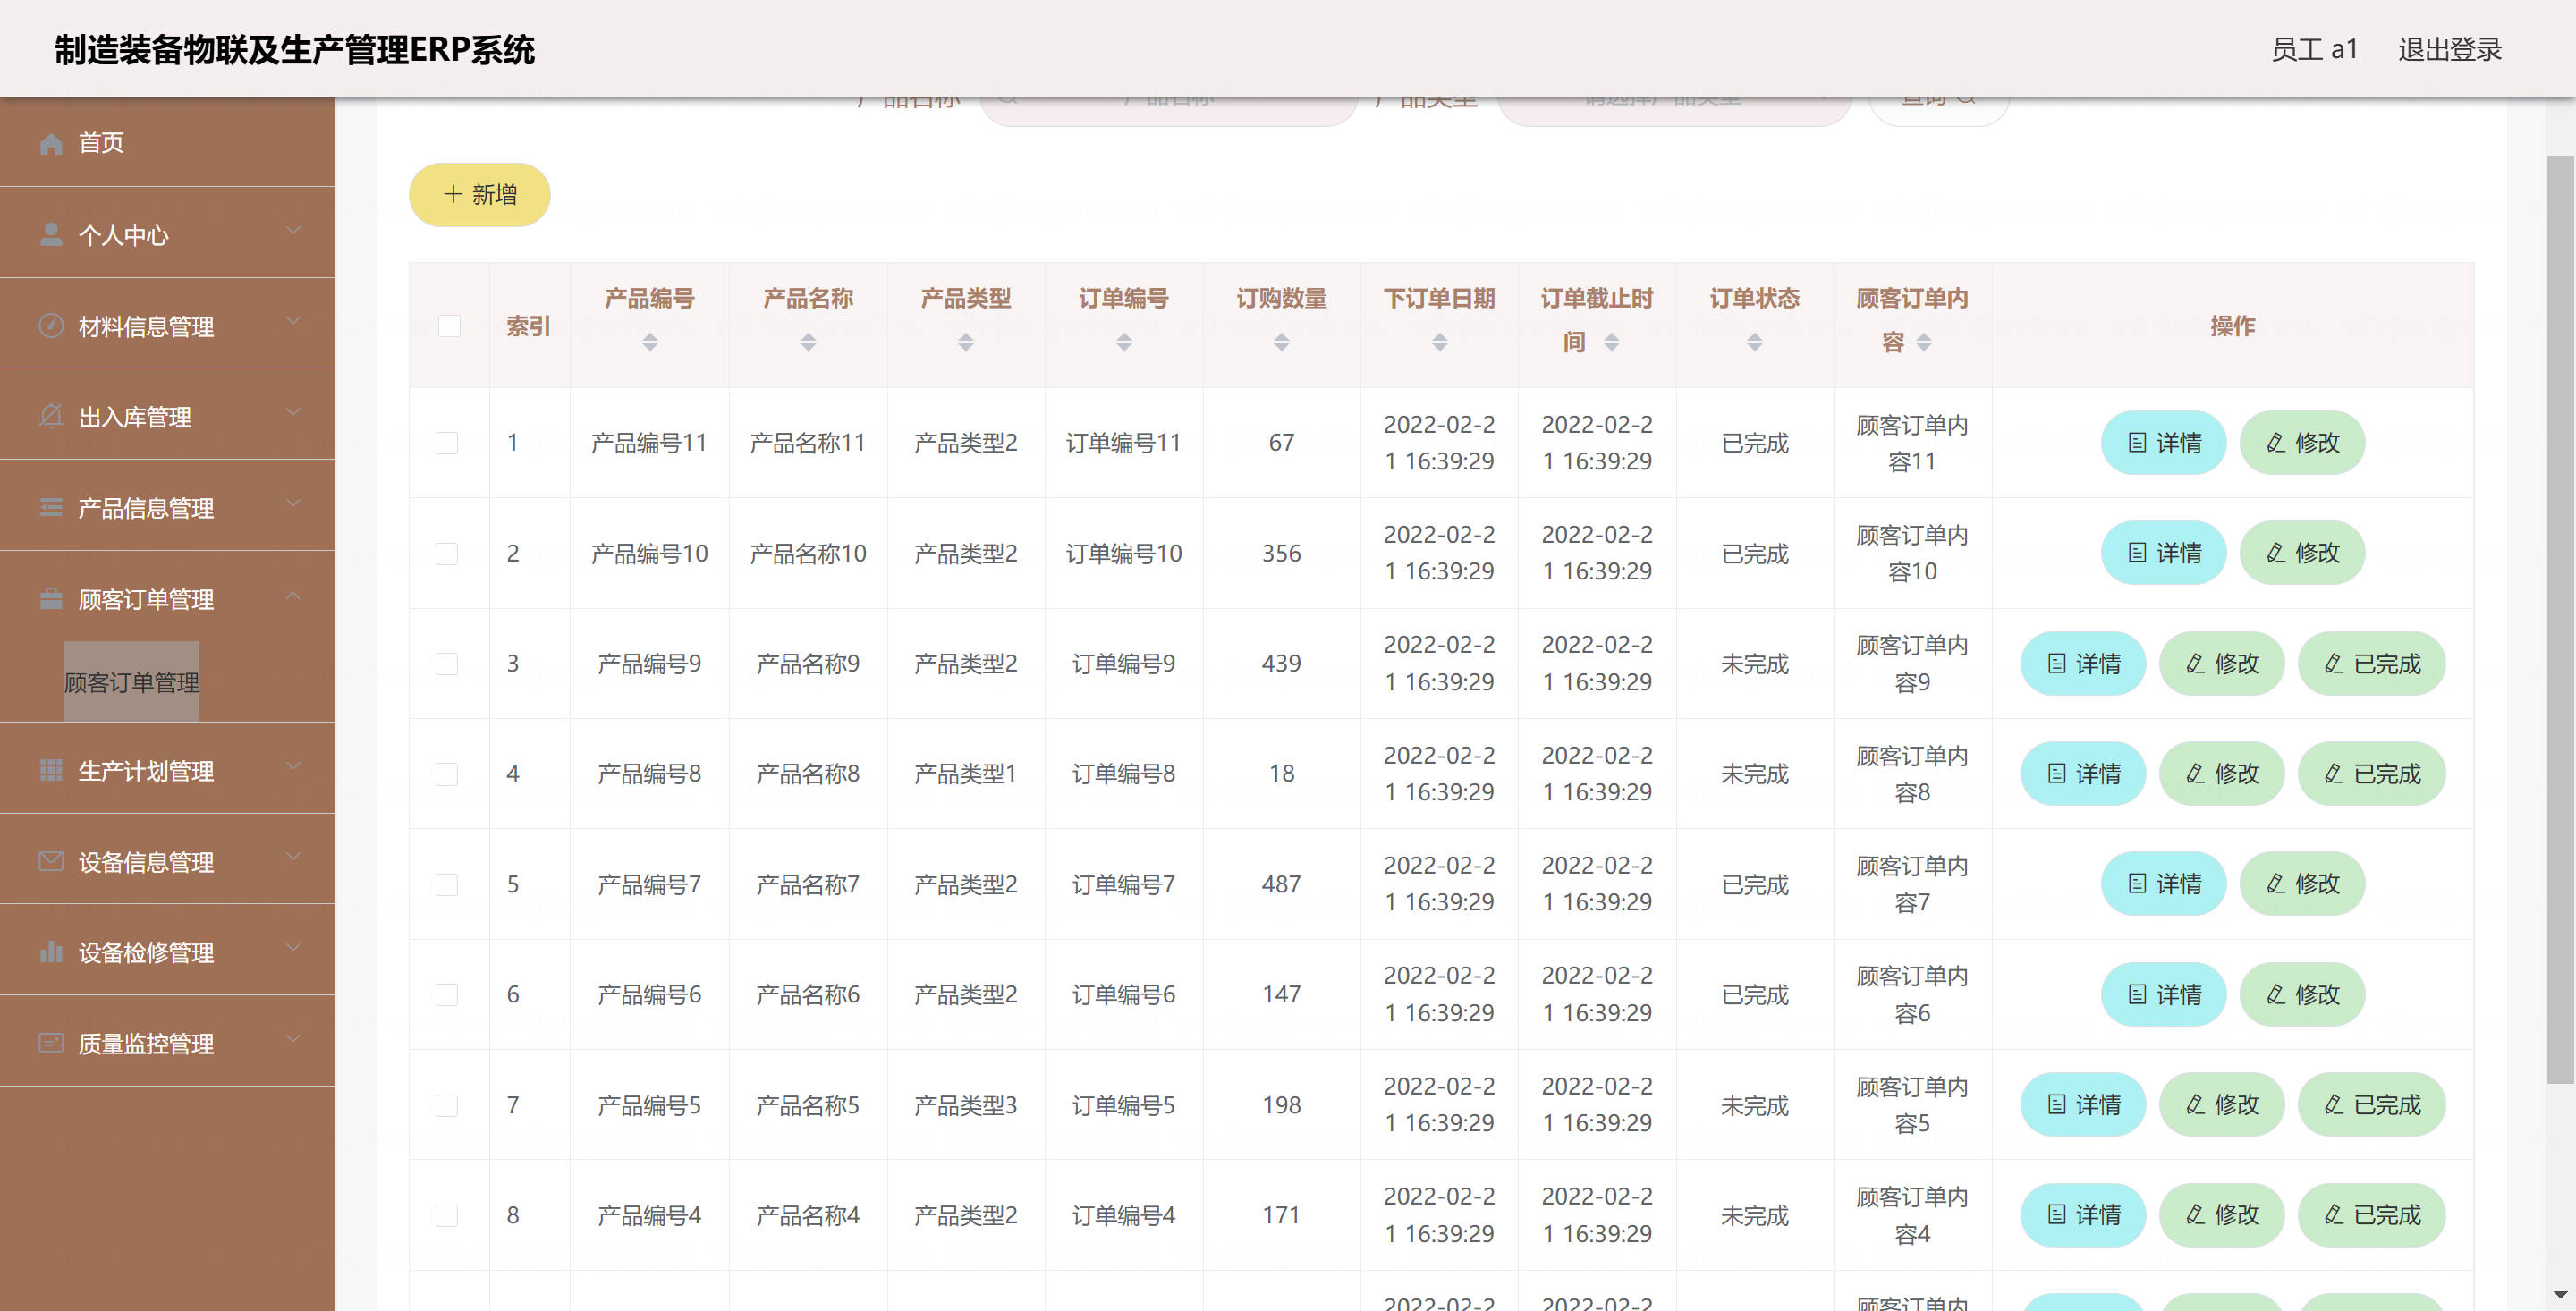 制造装备物联及生产管理ERP系统
员工 a1 退出登录
产品名称 产品名称 产品类型 请选择产品类型 查询
首页
个人中心
材料信息管理
出入库管理
产品信息管理
顾客订单管理
顾客订单管理
生产计划管理
设备信息管理
设备检修管理
质量监控管理
新增
索引 产品编号 产品名称 产品类型 订单编号 订购数量 下订单日期 订单截止时间 订单状态 顾客订单内容 操作
1 产品编号11 产品名称11 产品类型2 订单编号11 67 2022-02-21 16:39:29 2022-02-21 16:39:29 已完成 顾客订单内容11 详情 修改
2 产品编号10 产品名称10 产品类型2 订单编号10 356 2022-02-21 16:39:29 2022-02-21 16:39:29 已完成 顾客订单内容10 详情 修改
3 产品编号9 产品名称9 产品类型2 订单编号9 439 2022-02-21 16:39:29 2022-02-21 16:39:29 未完成 顾客订单内容9 详情 修改 已完成
4 产品编号8 产品名称8 产品类型1 订单编号8 18 2022-02-21 16:39:29 2022-02-21 16:39:29 未完成 顾客订单内容8 详情 修改 已完成
5 产品编号7 产品名称7 产品类型2 订单编号7 487 2022-02-21 16:39:29 2022-02-21 16:39:29 已完成 顾客订单内容7 详情 修改
6 产品编号6 产品名称6 产品类型2 订单编号6 147 2022-02-21 16:39:29 2022-02-21 16:39:29 已完成 顾客订单内容6 详情 修改
7 产品编号5 产品名称5 产品类型3 订单编号5 198 2022-02-21 16:39:29 2022-02-21 16:39:29 未完成 顾客订单内容5 详情 修改 已完成
8 产品编号4 产品名称4 产品类型2 订单编号4 171 2022-02-21 16:39:29 2022-02-21 16:39:29 未完成 顾客订单内容4 详情 修改 已完成
2022-02-2 2022-02-2 顾客订单内